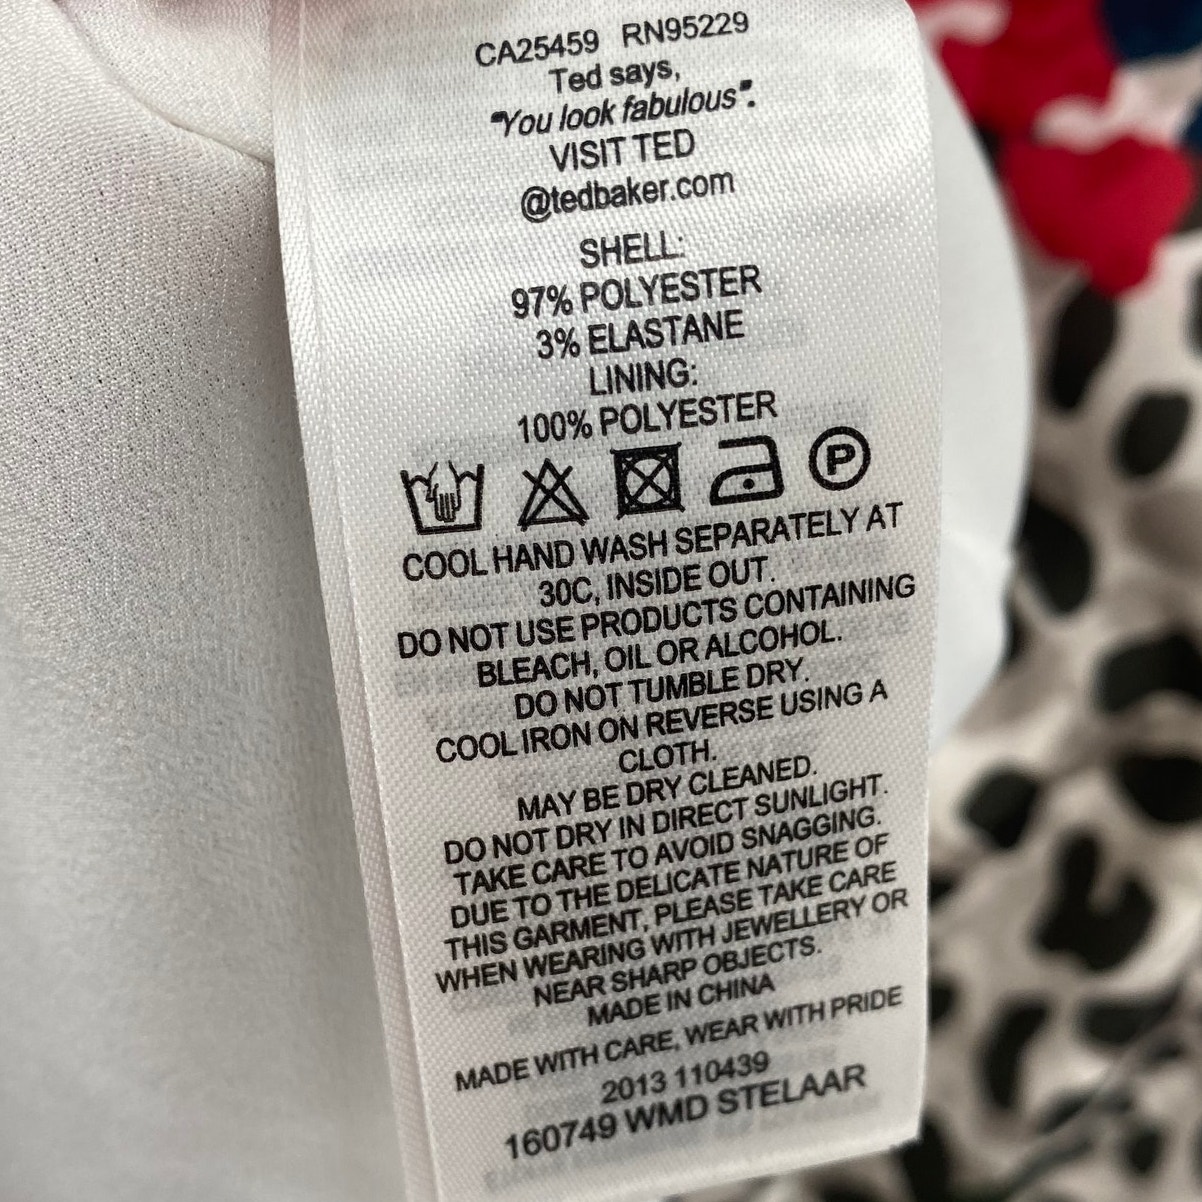 CA25459 RN95229
Ted says,
"You look fabulous".
VISIT TED
@tedbaker.com
SHELL:
97% POLYESTER
3% ELASTANE
LINING:
100% POLYESTER
P
COOL HAND WASH SEPARATELY AT
30C, INSIDE OUT.
DO NOT USE PRODUCTS CONTAINING
BLEACH, OIL OR ALCOHOL.
DO NOT TUMBLE DRY.
COOL IRON ON REVERSE USING A
CLOTH.
MAY BE DRY CLEANED.
DO NOT DRY IN DIRECT SUNLIGHT.
TAKE CARE TO AVOID SNAGGING.
DUE TO THE DELICATE NATURE OF
THIS GARMENT, PLEASE TAKE CARE
WHEN WEARING WITH JEWELLERY OR
NEAR SHARP OBJECTS.
MADE IN CHINA
MADE WITH CARE, WEAR WITH PRIDE
2013 110439
160749 WMD STELAAR